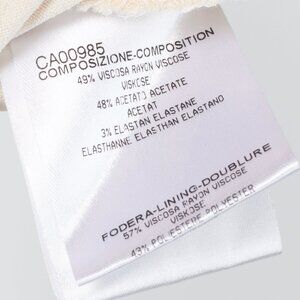 CA00985
COMPOSIZIONE-COMPOSITION
49% VISCOSA RAYON VISCOSE
VISKOSE
48% ACETATO ACETATE
ACETAT
3% ELASTAN ELASTANE
ELASTHANNE ELASTHAN ELASTANO
FODERA-LINING-DOUBLURE
57% VISCOSA RAYON VISCOSE
VISKOSE
43% POLIESTERE POLYESTER